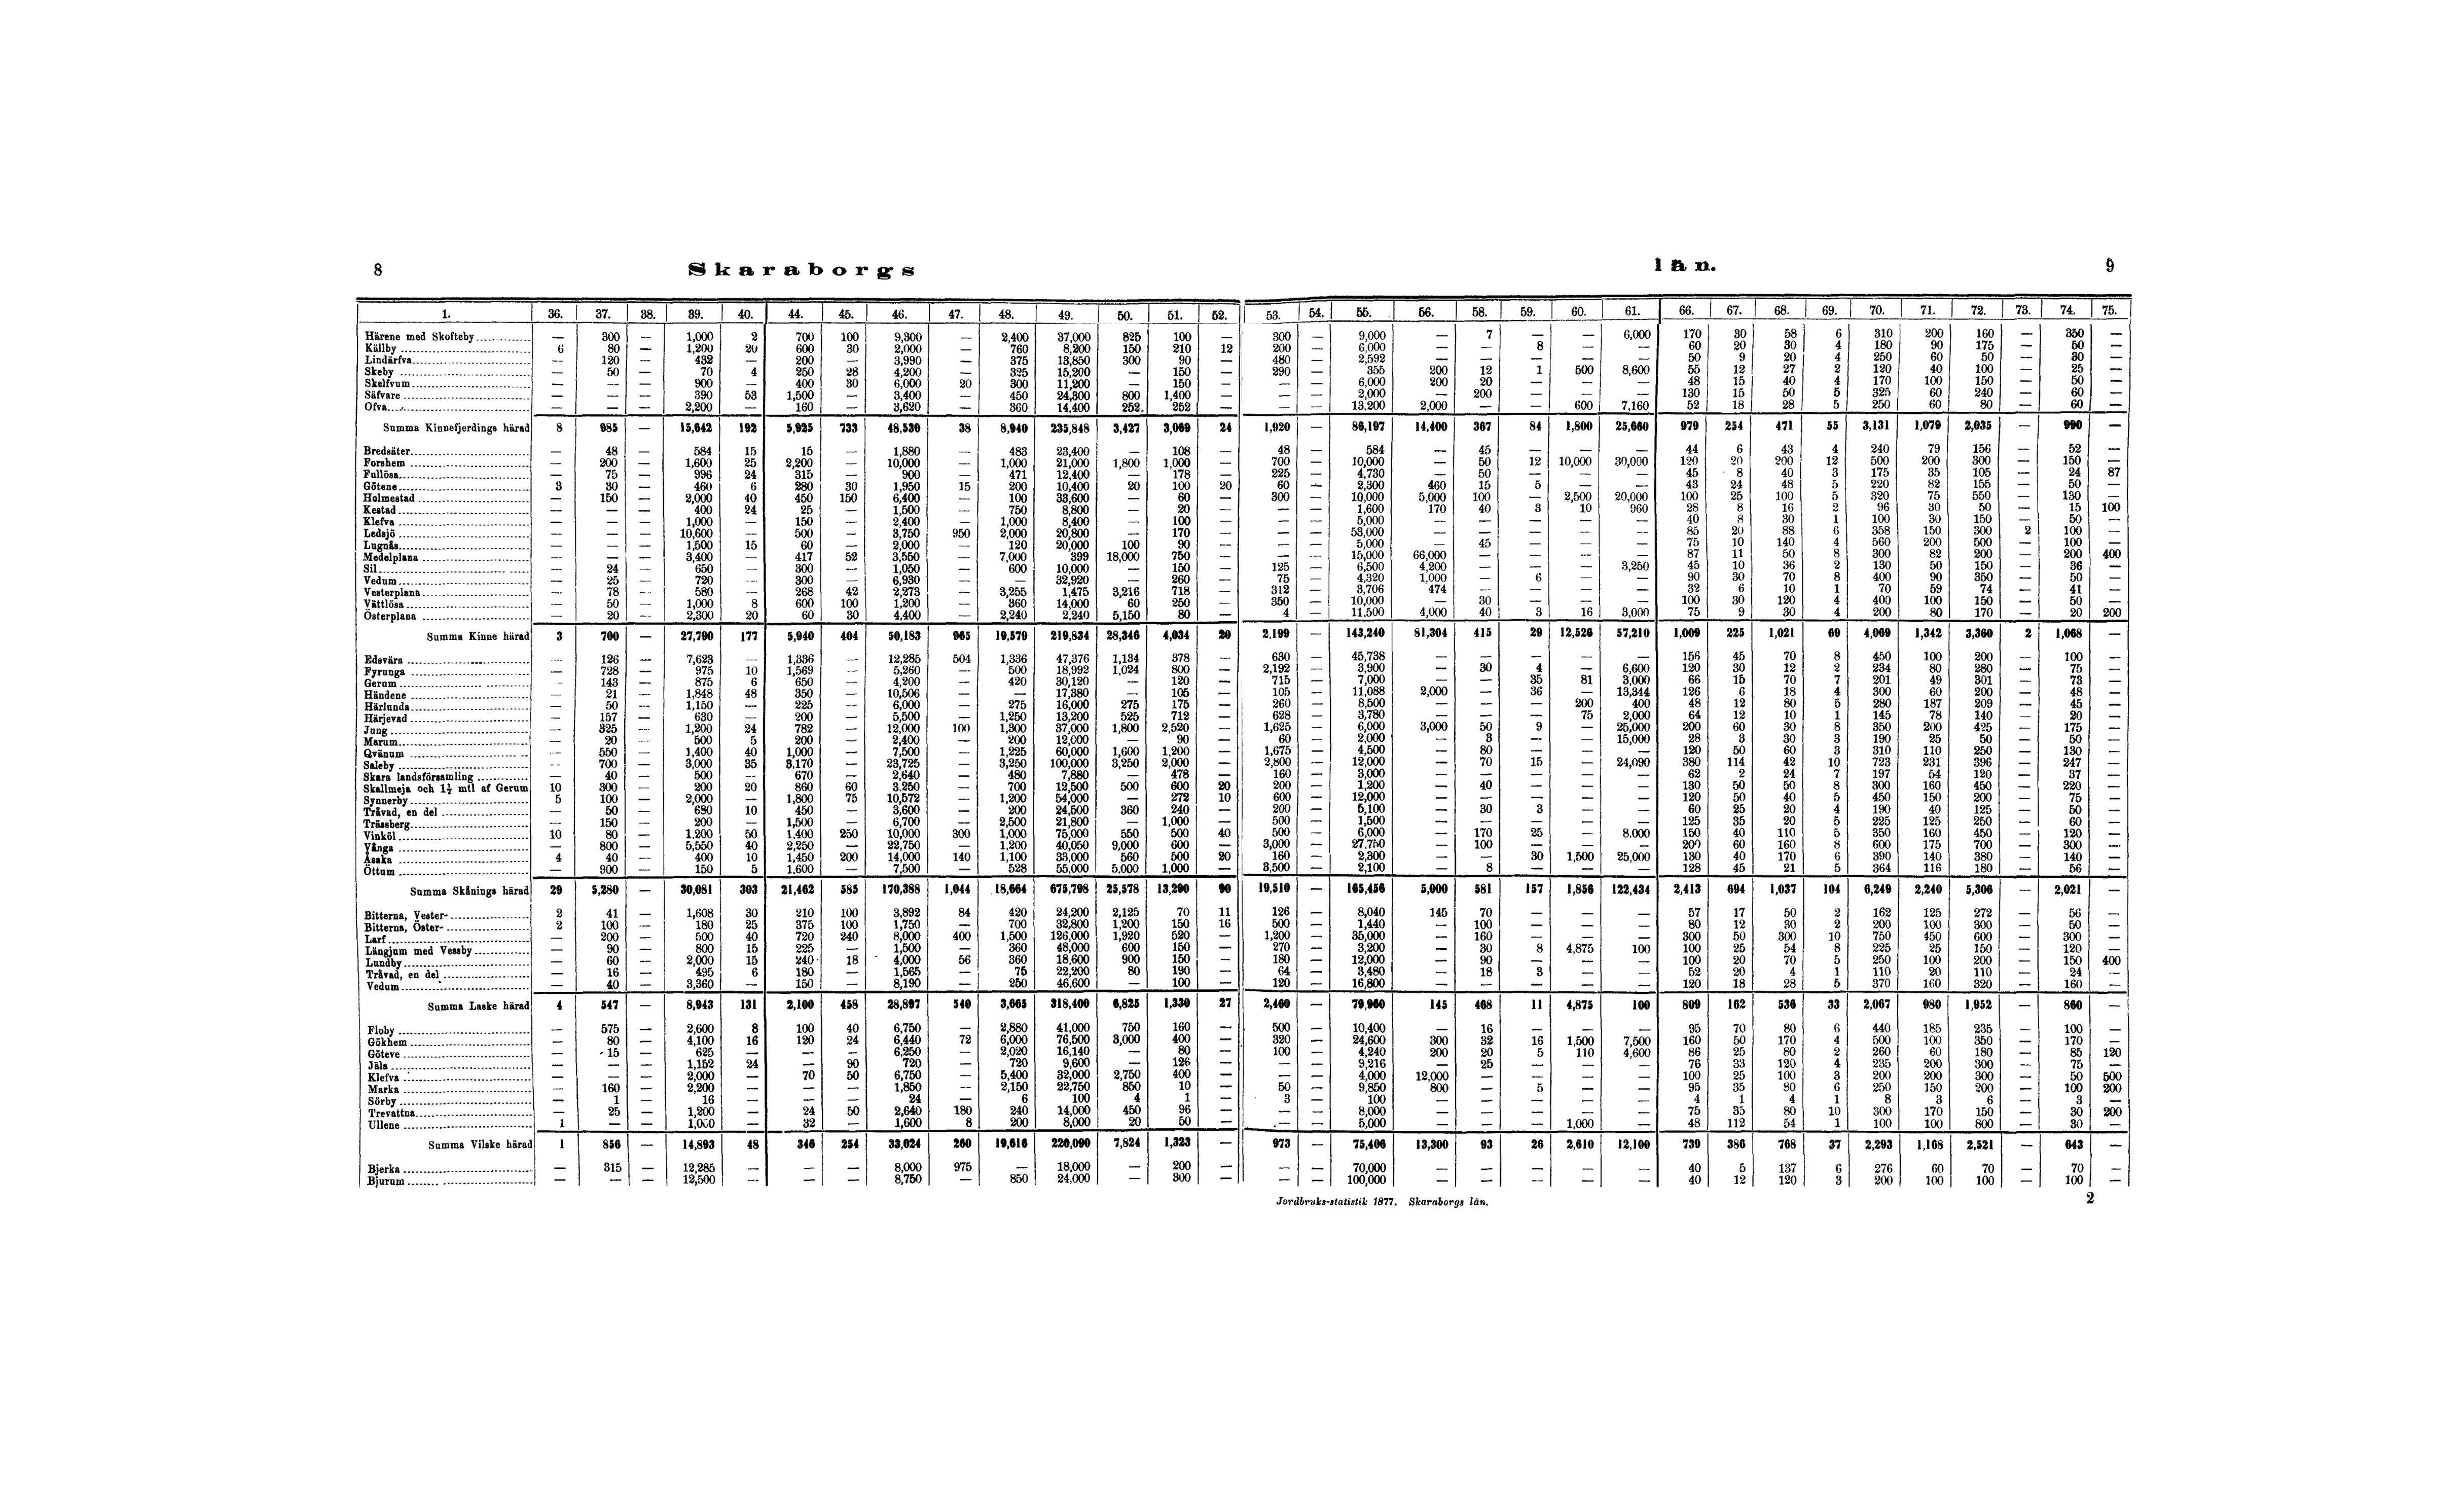 8 Skaraborgs län. 9
1. 36. 37. 38. 39. 40. 44. 45. 46. 47. 48. 49. 50. 51. 52. 53. 54. 55. 56. 58. 59. 60. 61. 66. 67. 68. 69. 70. 71. 72. 73. 74. 75.
Härene med Skofteby — 300 — 1,000 2 700 100 9,300 — 2,400 37,000 825 100 — 300 — 9,000 — 7 — — 6,000 170 30 58 6 310 200 160 — 350 —
Källby 6 80 — 1,200 20 600 30 2,000 — 760 8,200 150 210 12 200 — 6,000 — — 8 — — 60 20 30 4 180 90 175 — 50 —
Lindärfva — 120 — 432 — 200 — 3,990 — 375 13,850 300 90 — 480 — 2,592 — — — — — 50 9 20 4 250 60 50 — 30 —
Skeby — 50 — 70 4 250 28 4,200 — 325 15,200 — 150 — 290 — 355 200 12 1 500 8,600 55 12 27 2 120 40 100 — 25 —
Skelfvum — — — 900 — 400 30 6,000 20 300 11,200 — 150 — — — 6,000 200 20 — — — 48 15 40 4 170 100 150 — 50 —
Säfvare — — — 390 53 1,500 — 3,400 — 450 24,300 800 1,400 — — — 2,000 — 200 — — — 130 15 50 5 325 60 240 — 60 —
Ofva — — — 2,200 — 160 — 3,620 — 360 14,400 252 252 — — — 13,200 2,000 — — 600 7,160 52 18 28 5 250 60 80 — 60 —
Summa Kinnefjerdings härad 8 985 — 15,642 192 5,925 733 48,530 38 8,940 235,848 3,427 3,069 24 1,920 — 86,197 14,400 367 84 1,800 25,660 979 254 471 55 3,131 1,079 2,035 — 990 —
Bredsäter — 48 — 584 15 15 — 1,880 — 483 23,400 — 108 — 48 — 584 — 45 — — — 44 6 43 4 240 79 156 — 52 —
Forshem — 200 — 1,600 25 2,200 — 10,000 — 1,000 21,000 1,800 1,000 — 700 — 10,000 — 50 12 10,000 30,000 120 20 200 12 500 200 300 — 150 —
Fullösa — 75 — 996 24 315 — 900 — 471 12,400 — 178 — 225 — 4,730 — 50 — — — 45 8 40 3 175 35 105 — 24 87
Götene 3 30 — 460 6 280 30 1,950 15 200 10,400 20 100 20 60 — 2,300 460 15 5 — — 43 24 48 5 220 82 155 — 50 —
Holmestad — 150 — 2,000 40 450 150 6,400 — 100 33,600 — 60 — 300 — 10,000 5,000 100 — 2,500 20,000 100 25 100 5 320 75 550 — 130 —
Kestad — — — 400 24 25 — 1,500 — 750 8,800 — 20 — — — 1,600 170 40 3 10 960 28 8 16 2 96 30 50 — 15 100
Klefva — — — 1,000 — 150 — 2,400 — 1,000 8,400 — 100 — — — 5,000 — — — — — 40 8 30 1 100 30 150 — 50 —
Ledsjö — — — 10,600 — 500 — 3,750 950 2,000 20,800 — 170 — — — 53,000 — — — — — 85 20 88 6 358 150 300 2 100 —
Lugnås — — — 1,500 15 60 — 2,000 — 120 20,000 100 90 — — — 5,000 — 45 — — — 75 10 140 4 560 200 500 — 100 —
Medelplana — — — 3,400 — 417 52 3,550 — 7,000 399 18,000 750 — — — 15,000 66,000 — — — — 87 11 50 8 300 82 200 — 200 400
Sil — 24 — 650 — 300 — 1,050 — 600 10,000 — 150 — 125 — 6,500 4,200 — — — 3,250 45 10 36 2 130 50 150 — 36 —
Vedum — 25 — 720 — 300 — 6,930 — — 32,920 — 260 — 75 — 4,320 1,000 — 6 — — 90 30 70 8 400 90 350 — 50 —
Vesterplana — 78 — 580 — 268 42 2,273 — 3,255 1,475 3,216 718 — 312 — 3,706 474 — — — — 32 6 10 1 70 59 74 — 41 —
Vättlösa — 50 — 1,000 8 600 100 1,200 — 360 14,000 60 250 — 350 — 10,000 — 30 — — — 100 30 120 4 400 100 150 — 50 —
Österplana — 20 — 2,300 20 60 30 4,400 — 2,240 2,240 5,150 80 — 4 — 11,500 4,000 40 3 16 3,000 75 9 30 4 200 80 170 — 20 200
Summa Kinne härad 3 700 — 27,790 177 5,940 404 50,183 965 19,579 219,834 28,346 4,034 20 2,199 — 143,240 81,304 415 29 12,526 57,210 1,009 225 1,021 69 4,069 1,342 3,360 2 1,068 —
Edsvära — 126 — 7,623 — 1,336 — 12,285 504 1,336 47,376 1,134 378 — 630 — 45,738 — — — — — 156 45 70 8 450 100 200 — 100 —
Fyrunga — 728 — 975 10 1,569 — 5,260 — 500 18,992 1,024 800 — 2,192 — 3,900 — 30 4 — 6,600 120 30 12 2 234 80 280 — 75 —
Gerum — 143 — 875 6 650 — 4,200 — 420 30,120 — 120 — 715 — 7,000 — — 35 81 3,000 66 15 70 7 201 49 301 — 73 —
Händene — 21 — 1,848 48 350 — 10,506 — — 17,380 — 105 — 105 — 11,088 2,000 — 36 — 13,344 126 6 18 4 300 60 200 — 48 —
Härlunda — 50 — 1,150 — 225 — 6,000 — 275 16,000 275 175 — 260 — 8,500 — — — 200 400 48 12 80 5 280 187 209 — 45 —
Härjevad — 157 — 630 — 200 — 5,500 — 1,250 13,200 525 712 — 628 — 3,780 — — — 75 2,000 64 12 10 1 145 78 140 — 20 —
Jung — 325 — 1,200 24 782 — 12,000 100 1,300 37,000 1,800 2,520 — 1,625 — 6,000 3,000 50 9 — 25,000 200 60 30 8 350 200 425 — 175 —
Marum — 20 — 500 5 200 — 2,400 — 200 12,000 — 90 — 60 — 2,000 — 3 — — 15,000 28 3 30 3 190 25 50 — 50 —
Qvänum — 550 — 1,400 40 1,000 — 7,500 — 1,225 60,000 1,600 1,200 — 1,675 — 4,500 — 80 — — — 120 50 60 3 310 110 250 — 130 —
Saleby — 700 — 3,000 35 3,170 — 23,725 — 3,250 100,000 3,250 2,000 — 2,800 — 12,000 — 70 15 — 24,090 380 114 42 10 723 231 396 — 247 —
Skara landsförsamling — 40 — 500 — 670 — 2,640 — 480 7,880 — 478 — 160 — 3,000 — — — — — 62 2 24 7 197 54 120 — 37 —
Skallmeja och 1½ mtl af Gerum 10 300 — 200 20 860 60 3,250 — 700 12,500 500 600 20 200 — 1,200 — 40 — — — 130 50 50 8 300 160 450 — 220 —
Synnerby 5 100 — 2,000 — 1,800 75 10,572 — 1,200 54,000 — 272 10 600 — 12,000 — — — — — 120 50 40 5 450 150 200 — 75 —
Tråvad, en del — 50 — 680 10 450 — 3,600 — 200 24,500 360 240 — 200 — 5,100 — 30 3 — — 60 25 20 4 190 40 125 — 50 —
Trässberg — 150 — 200 — 1,500 — 6,700 — 2,500 21,800 — 1,000 — 500 — 1,500 — — — — — 125 35 20 5 225 125 250 — 60 —
Vinköl 10 80 — 1,200 50 1,400 250 10,000 300 1,000 75,000 550 500 40 500 — 6,000 — 170 25 — 8,000 150 40 110 5 350 160 450 — 120 —
Vånga — 800 — 5,550 40 2,250 — 22,750 — 1,200 40,050 9,000 600 — 3,000 — 27,750 — 100 — — — 200 60 160 8 600 175 700 — 300 —
Åsaka 4 40 — 400 10 1,450 200 14,000 140 1,100 33,000 560 500 20 160 — 2,300 — — 30 1,500 25,000 130 40 170 6 390 140 380 — 140 —
Öttum — 900 — 150 5 1,600 — 7,500 — 528 55,000 5,000 1,000 — 3,500 — 2,100 — 8 — — — 128 45 21 5 364 116 180 — 56 —
Summa Skånings härad 29 5,280 — 30,081 303 21,462 585 170,388 1,044 18,664 675,798 25,578 13,290 90 19,510 — 165,456 5,000 581 157 1,856 122,434 2,413 694 1,037 104 6,249 2,240 5,306 — 2,021 —
Bitterna, Vester- 2 41 — 1,608 30 210 100 3,892 84 420 24,200 2,125 70 11 126 — 8,040 145 70 — — — 57 17 50 2 162 125 272 — 56 —
Bitterna, Öster- 2 100 — 180 25 375 100 1,750 — 700 32,800 1,200 150 16 500 — 1,440 — 100 — — — 80 12 30 2 200 100 300 — 50 —
Larf — 200 — 500 40 720 240 8,000 400 1,500 126,000 1,920 520 — 1,200 — 35,000 — 160 — — — 300 50 300 10 750 450 600 — 300 —
Längjum med Vessby — 90 — 800 15 225 — 1,500 — 360 48,000 600 150 — 270 — 3,200 — 30 8 4,875 100 100 25 54 8 225 25 150 — 120 —
Lundby — 60 — 2,000 15 240 18 4,000 56 360 18,600 900 150 — 180 — 12,000 — 90 — — — 100 20 70 5 250 100 200 — 150 400
Tråvad, en del — 16 — 495 6 180 — 1,565 — 75 22,200 80 190 — 64 — 3,480 — 18 3 — — 52 20 4 1 110 20 110 — 24 —
Vedum — 40 — 3,360 — 150 — 8,190 — 250 46,600 — 100 — 120 — 16,800 — — — — — 120 18 28 5 370 160 320 — 160 —
Summa Laske härad 4 547 — 8,943 131 2,100 458 28,897 540 3,665 318,400 6,825 1,330 27 2,460 — 79,960 145 468 11 4,875 100 809 162 536 33 2,067 980 1,952 — 860 —
Floby — 575 — 2,600 8 100 40 6,750 — 2,880 41,000 750 160 — 500 — 10,400 — 16 — — — 95 70 80 6 440 185 235 — 100 —
Gökhem — 80 — 4,100 16 120 24 6,440 72 6,000 76,500 3,000 400 — 320 — 24,600 300 32 16 1,500 7,500 160 50 170 4 500 100 350 — 170 —
Göteve — 15 — 625 — — — 6,250 — 2,020 16,140 — 80 — 100 — 4,240 200 20 5 110 4,600 86 25 80 2 260 60 180 — 85 120
Jäla — — — 1,152 24 — 90 720 — 720 9,600 — 126 — — — 9,216 — 25 — — — 76 33 120 4 235 200 300 — 75 —
Klefva — — — 2,000 — 70 50 6,750 — 5,400 32,000 2,750 400 — — — 4,000 12,000 — — — — 100 25 100 3 200 200 300 — 50 500
Marka — 160 — 2,200 — — — 1,850 — 2,150 22,750 850 10 — 50 — 9,850 800 — 5 — — 95 35 80 6 250 150 200 — 100 200
Sörby — 1 — 16 — — — 24 — 6 100 4 1 — 3 — 100 — — — — — 4 1 4 1 8 3 6 — 3 —
Trevattna — 25 — 1,200 — 24 50 2,640 180 240 14,000 450 96 — — — 8,000 — — — — — 75 35 80 10 300 170 150 — 30 200
Ullene 1 — — 1,000 — 32 — 1,600 8 200 8,000 20 50 — — — 5,000 — — — 1,000 — 48 112 54 1 100 100 800 — 30 —
Summa Vilske härad 1 856 — 14,893 48 346 254 33,024 260 19,616 220,090 7,824 1,323 — 973 — 75,406 13,300 93 26 2,610 12,100 739 386 768 37 2,293 1,168 2,521 — 643 —
Bjerka — 315 — 12,285 — — — 8,000 975 — 18,000 — 200 — — — 70,000 — — — — — 40 5 137 6 276 60 70 — 70 —
Bjurum — — — 12,500 — — — 8,750 — 850 24,000 — 300 — — — 100,000 — — — — — 40 12 120 3 200 100 100 — 100 —
Jordbruks-statistik 1877. Skaraborgs län. 2